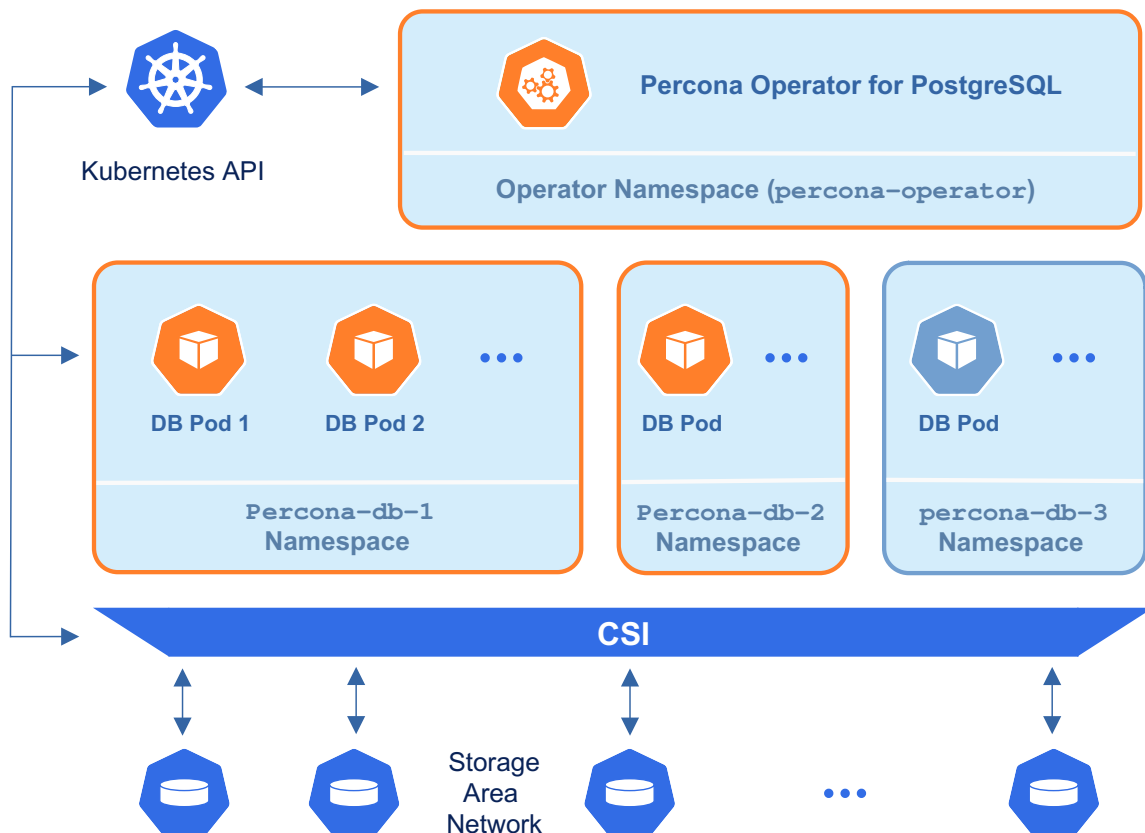 Percona Operator for PostgreSQL
Kubernetes API
Operator Namespace (percona-operator)
DB Pod 1
DB Pod 2
DB Pod
DB Pod
Percona-db-1
Namespace
Percona-db-2
Namespace
percona-db-3
Namespace
CSI
Storage
Area
Network